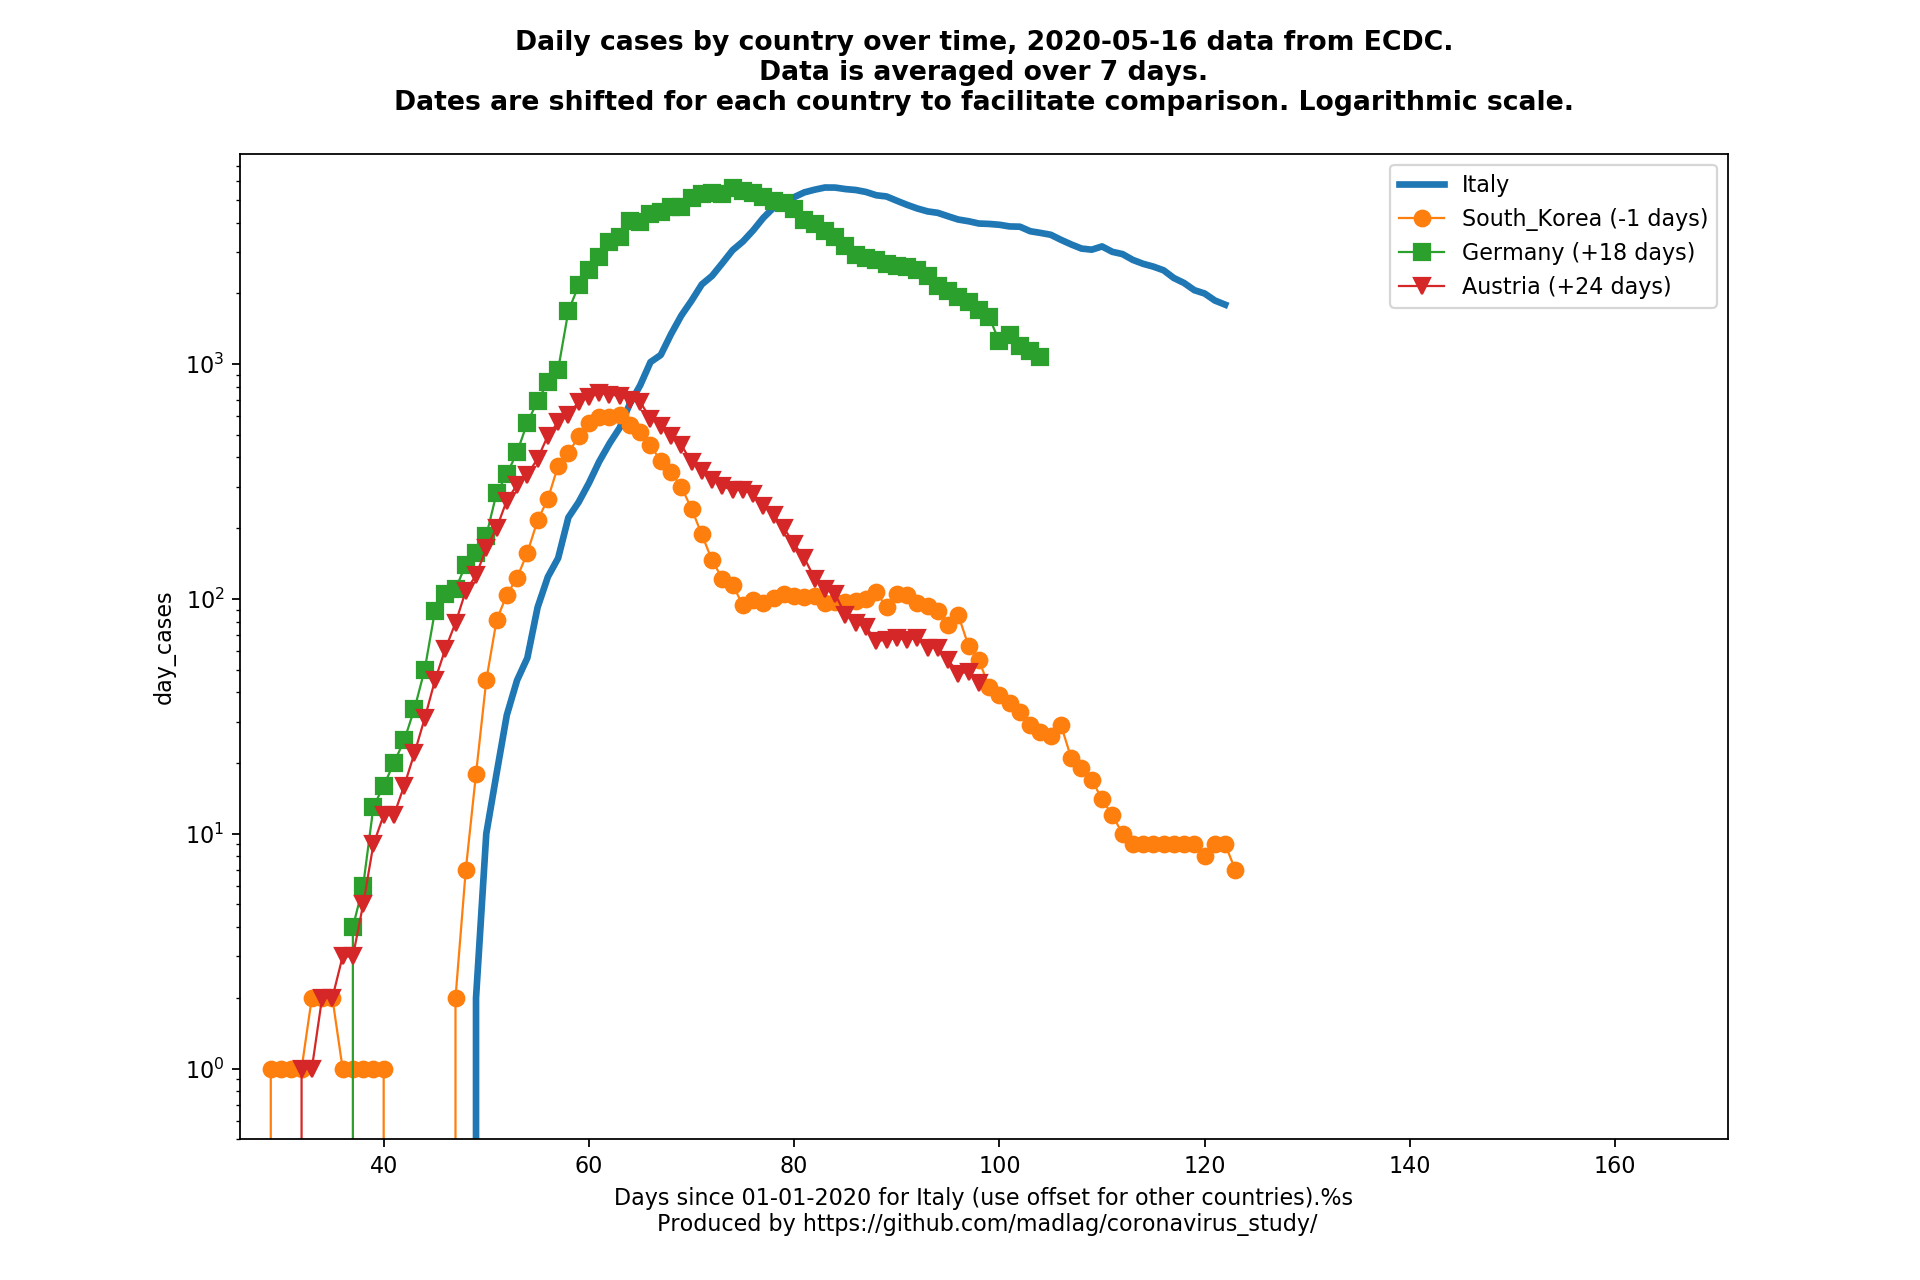 Daily cases by country over time, 2020-05-16 data from ECDC.
Data is averaged over 7 days.
Dates are shifted for each country to facilitate comparison. Logarithmic scale.
Italy
South_Korea (-1 days)
Germany (+18 days)
Austria (+24 days)
day_cases
10³
10²
10¹
10⁰
40 60 80 100 120 140 160
Days since 01-01-2020 for Italy (use offset for other countries).%s
Produced by https://github.com/madlag/coronavirus_study/